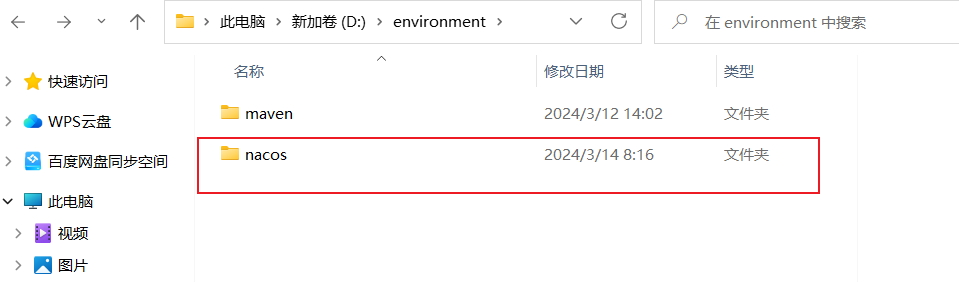 此电脑 > 新加卷 (D:) > environment >
在 environment 中搜索
名称 修改日期 类型
快速访问
maven 2024/3/12 14:02 文件夹
WPS云盘
nacos 2024/3/14 8:16 文件夹
百度网盘同步空间
此电脑
视频
图片